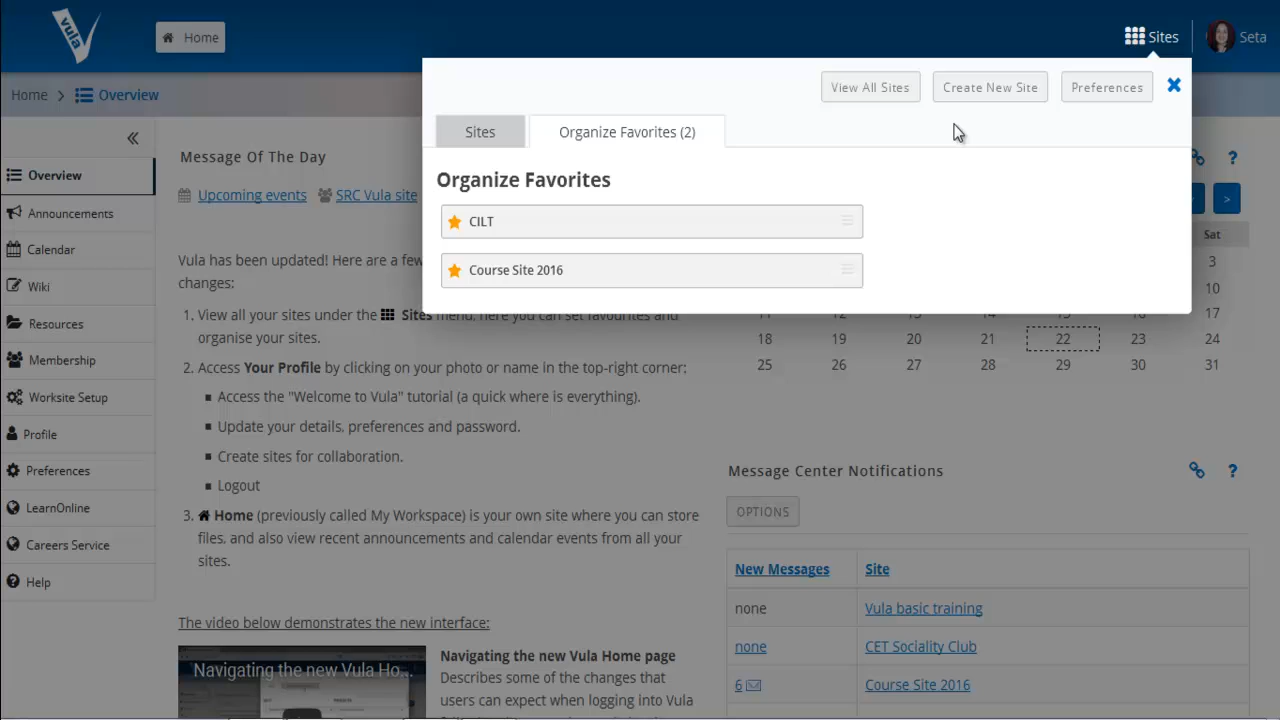 vula
Home
Sites
Seta
Home > Overview
View All Sites
Create New Site
Preferences
Sites
Organize Favorites (2)
Organize Favorites
CILT
Course Site 2016
Overview
Announcements
Calendar
Wiki
Resources
Membership
Worksite Setup
Profile
Preferences
LearnOnline
Careers Service
Help
Message Of The Day
Upcoming events
SRC Vula site
Vula has been updated! Here are a few
changes:
1. View all your sites under the Sites menu, here you can set favourites and
organise your sites.
2. Access Your Profile by clicking on your photo or name in the top-right corner:
Access the "Welcome to Vula" tutorial (a quick where is everything).
Update your details, preferences and password.
Create sites for collaboration.
Logout
3. Home (previously called My Workspace) is your own site where you can store
files, and also view recent announcements and calendar events from all your
sites.
The video below demonstrates the new interface:
Navigating the new Vula Ho...
Navigating the new Vula Home page
Describes some of the changes that
users can expect when logging into Vula
?
>
Sat
3
10
11 12 13 14 15 16 17
18 19 20 21 22 23 24
25 26 27 28 29 30 31
Message Center Notifications
?
OPTIONS
New Messages Site
none Vula basic training
none CET Sociality Club
6 Course Site 2016